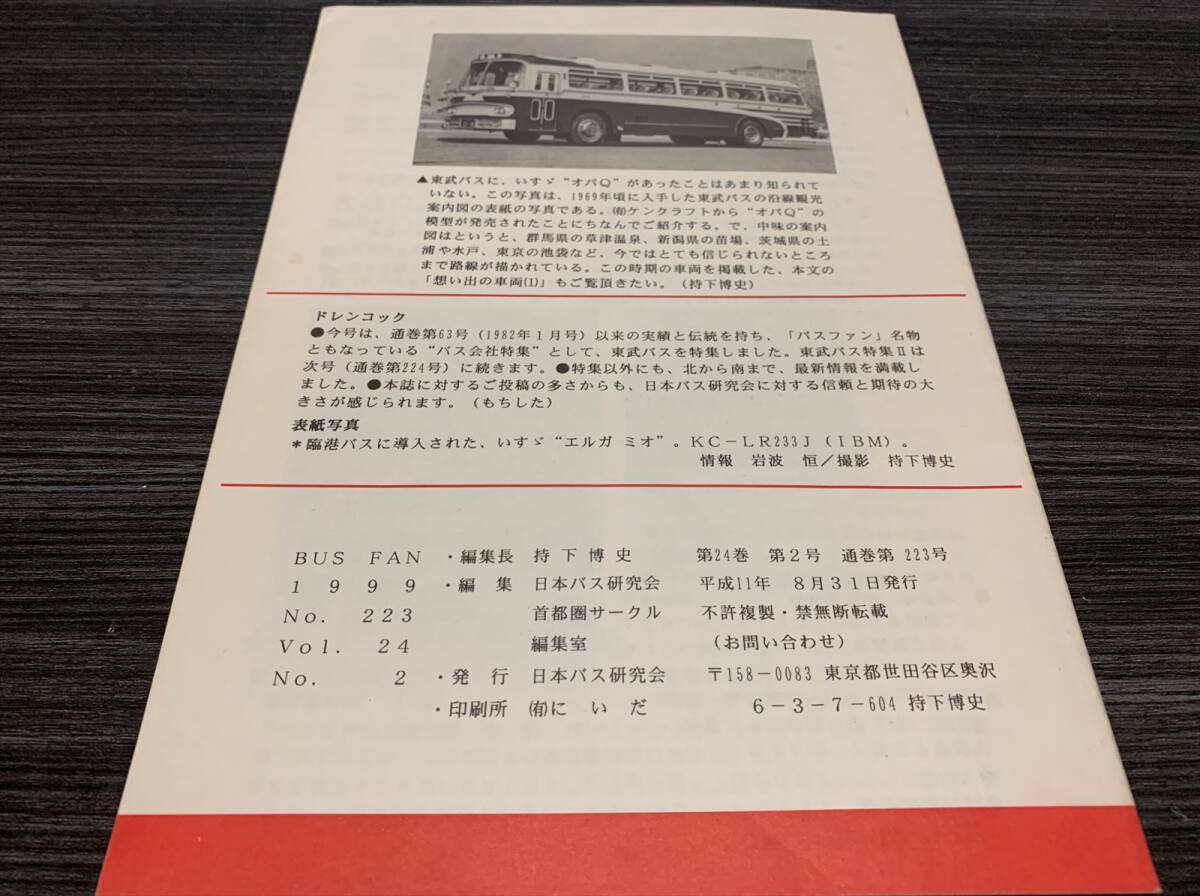 ▲東武バスに、いすゞ“オバQ”があったことはあまり知られて
いない。この写真は、1969年頃に入手した東武バスの沿線観光
案内図の表紙の写真である。㈲ケンクラフトから“オバQ”の
模型が発売されたことにちなんでご紹介する。で、中味の案内
図はというと、群馬県の草津温泉、新潟県の苗場、茨城県の土
浦や水戸、東京の池袋など、今ではとても信じられないところ
まで路線が描かれている。この時期の車両を掲載した、本文の
「想い出の車両⑴」もご覧頂きたい。(持下博史)
ドレンコック
●今号は、通巻第63号(1982年1月号)以来の実績と伝統を持ち、「バスファン」名物
ともなっている“バス会社特集”として、東武バスを特集しました。東武バス特集Ⅱは
次号(通巻第224号)に続きます。●特集以外にも、北から南まで、最新情報を満載し
ました。●本誌に対するご投稿の多さからも、日本バス研究会に対する信頼と期待の大
きさが感じられます。(もちした)
表紙写真
*臨港バスに導入された、いすゞ“エルガ ミオ”。KC-LR233J(IBM)。
情報 岩波 恒/撮影 持下博史
BUS FAN ・編集長 持下博史 第24巻 第2号 通巻第 223号
1999 ・編 集 日本バス研究会 平成11年 8月31日発行
No. 223 首都圏サークル 不許複製・禁無断転載
Vol. 24 編集室 (お問い合わせ)
No. 2 ・発 行 日本バス研究会 〒158-0083 東京都世田谷区奥沢
・印刷所 ㈲にいだ 6-3-7-604 持下博史